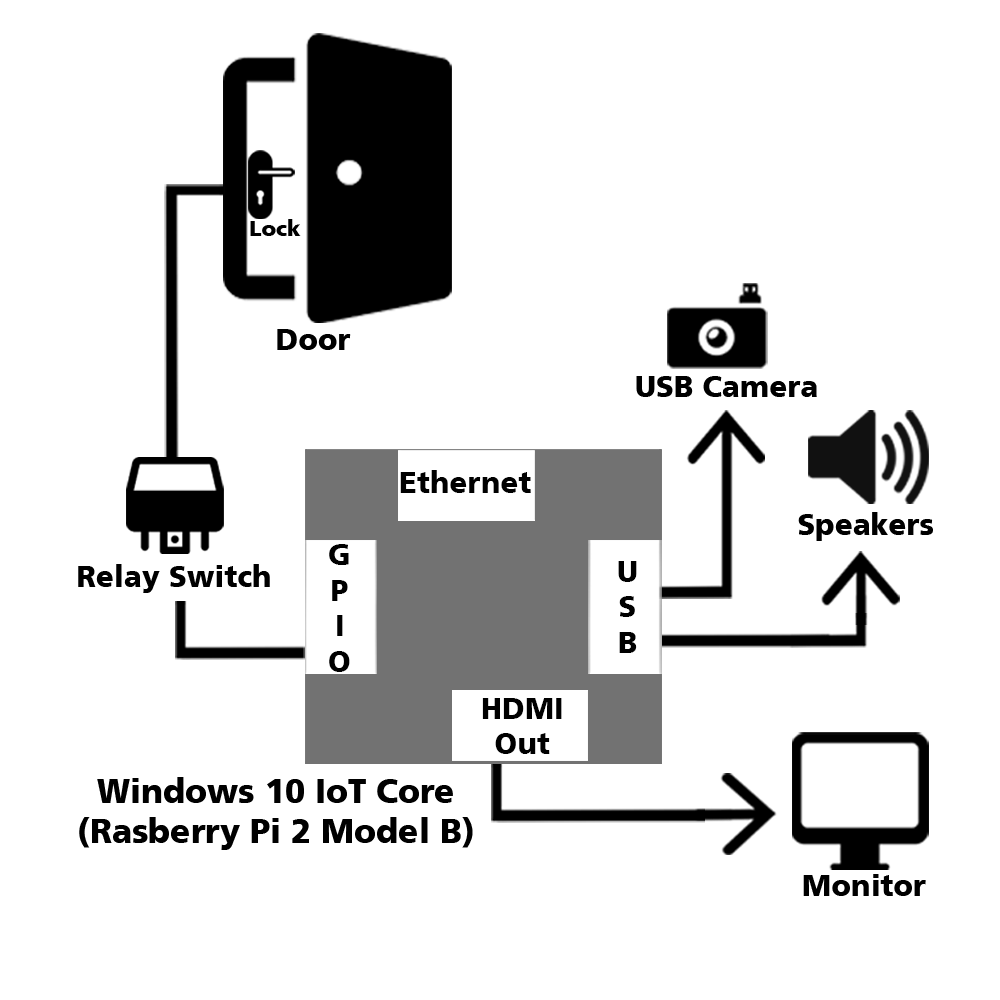 Lock
Door
USB Camera
Speakers
Ethernet
Relay Switch
G
P
I
O
U
S
B
HDMI
Out
Windows 10 IoT Core
(Rasberry Pi 2 Model B)
Monitor